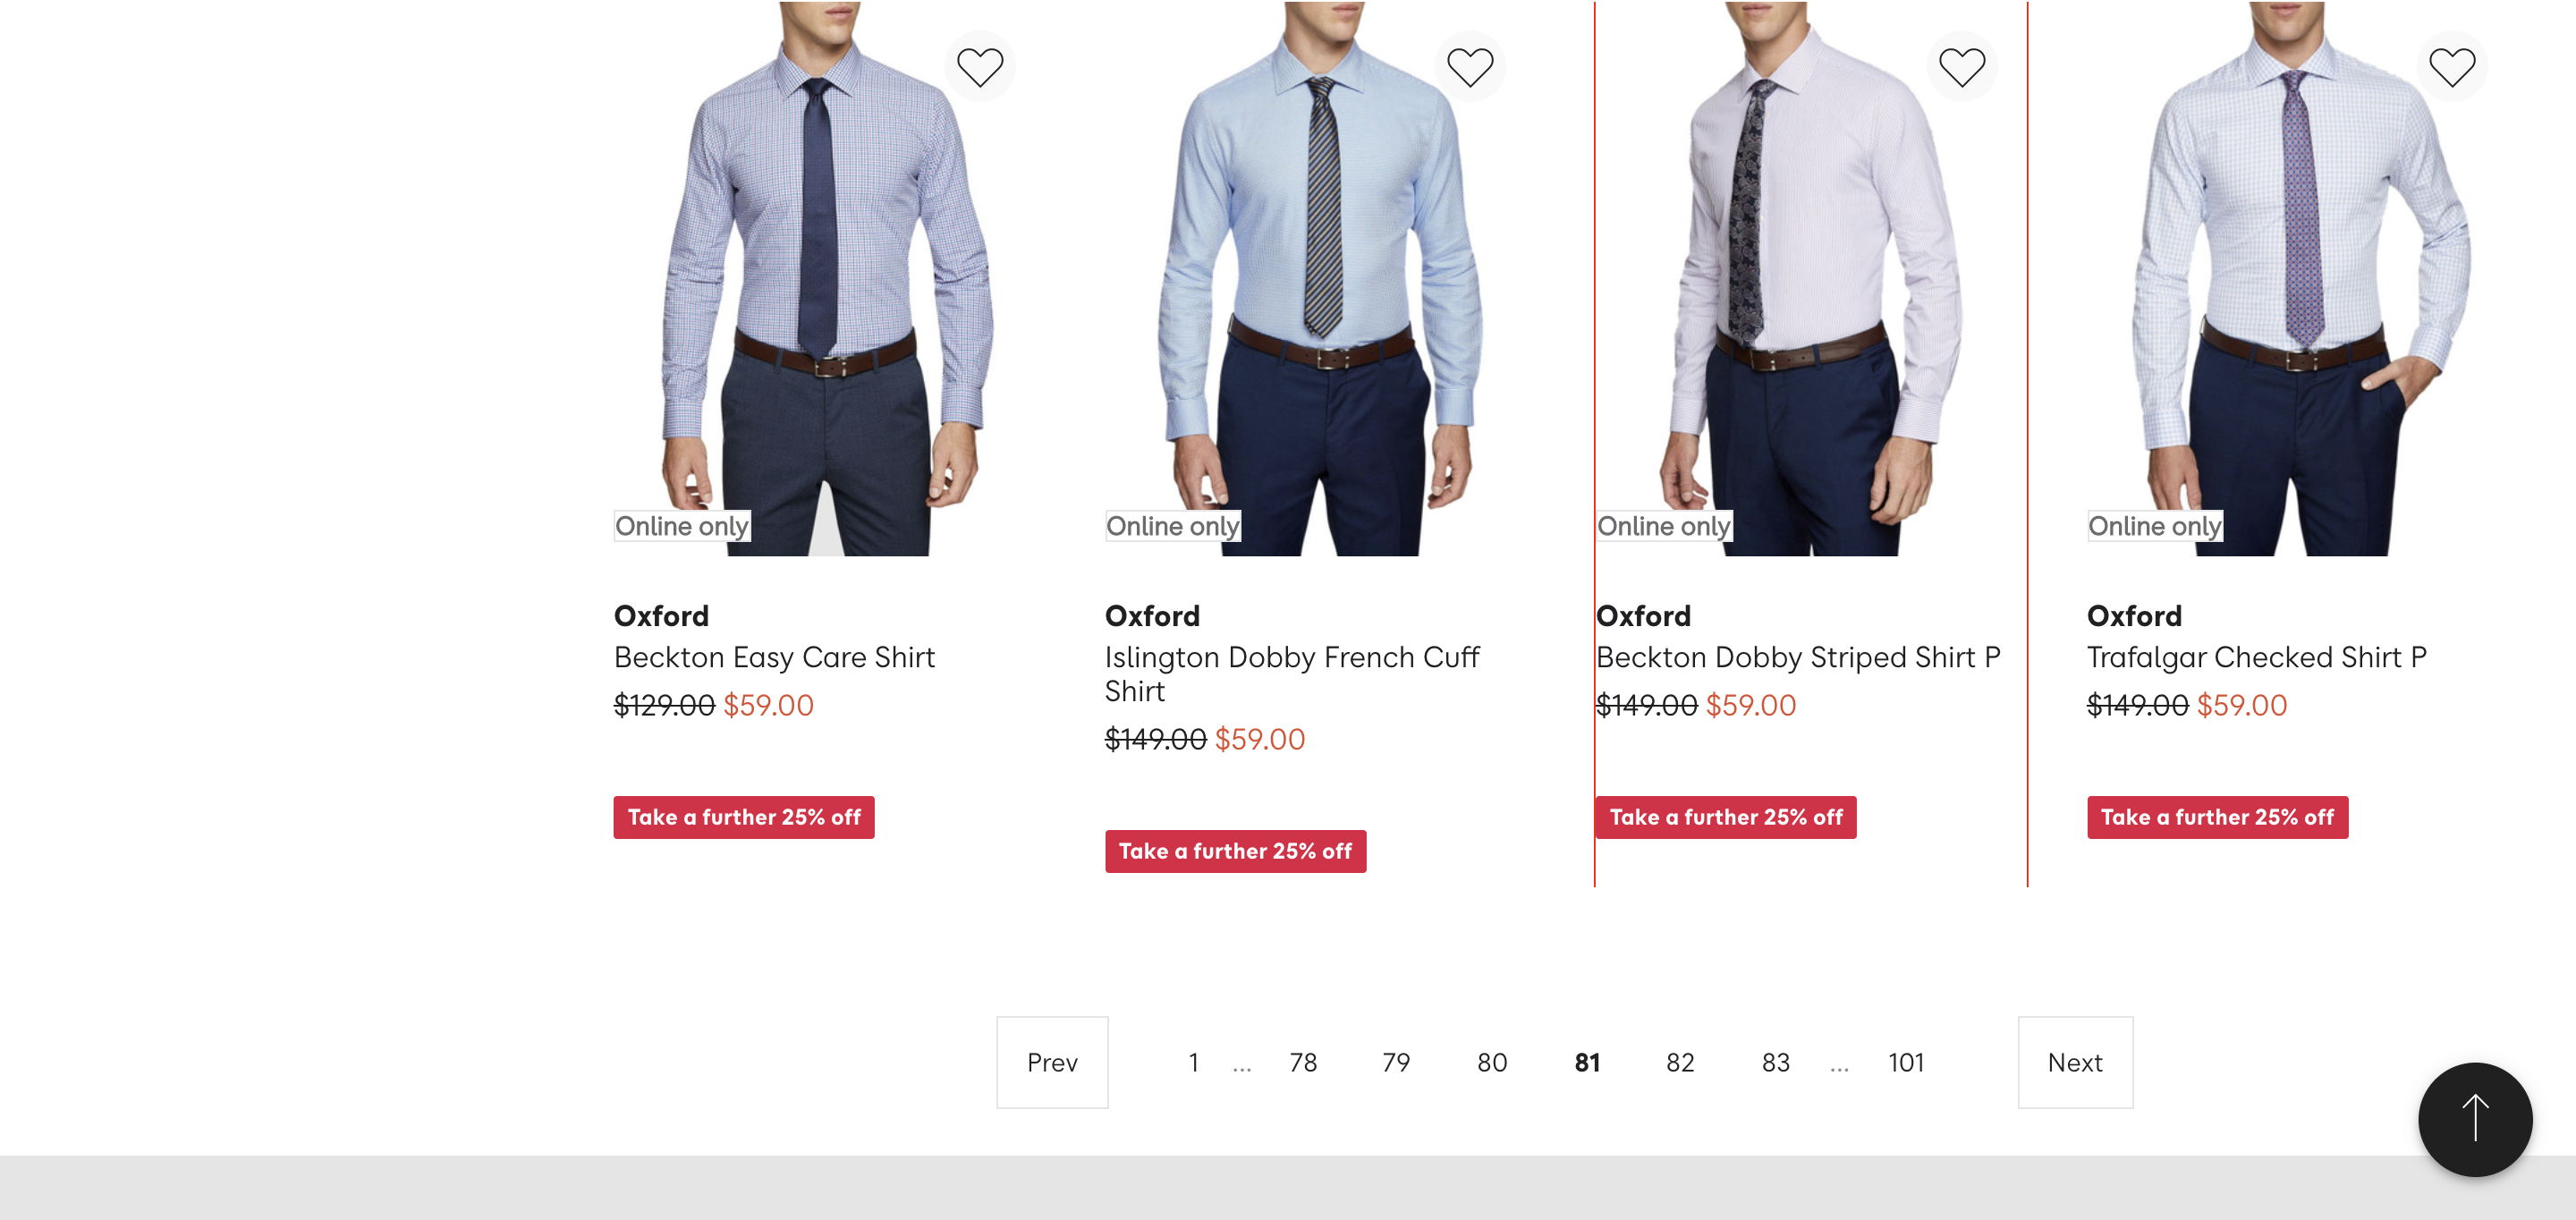 Online only
Online only
Online only
Online only
Oxford
Beckton Easy Care Shirt
$129.00 $59.00
Take a further 25% off
Oxford
Islington Dobby French Cuff
Shirt
$149.00 $59.00
Take a further 25% off
Oxford
Beckton Dobby Striped Shirt P
$149.00 $59.00
Take a further 25% off
Oxford
Trafalgar Checked Shirt P
$149.00 $59.00
Take a further 25% off
Prev 1 ... 78 79 80 81 82 83 ... 101 Next